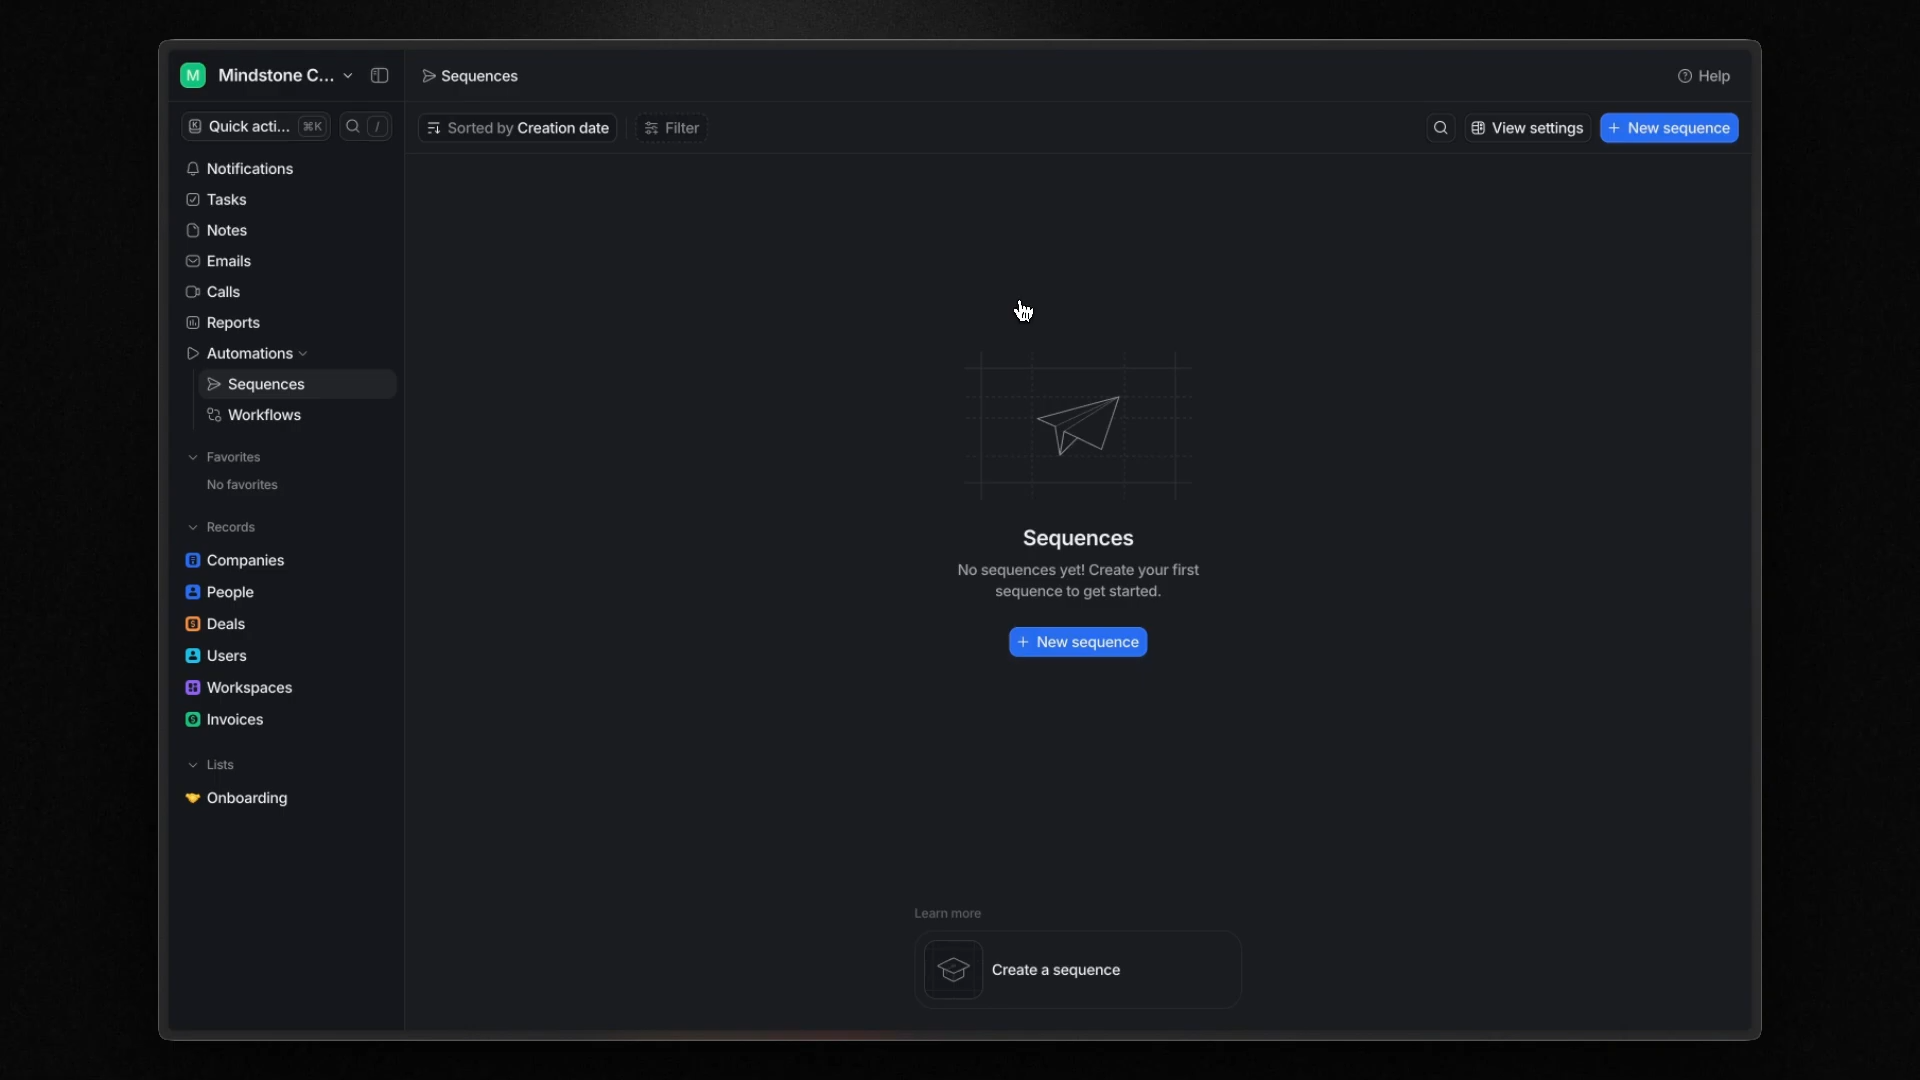 M Mindstone C...
Sequences
Help
Quick acti... ⌘K /
Sorted by Creation date
Filter
View settings
+ New sequence
Notifications
Tasks
Notes
Emails
Calls
Reports
Automations
Sequences
Workflows
Favorites
No favorites
Records
Companies
People
Deals
Users
Workspaces
Invoices
Lists
Onboarding
Sequences
No sequences yet! Create your first
sequence to get started.
+ New sequence
Learn more
Create a sequence